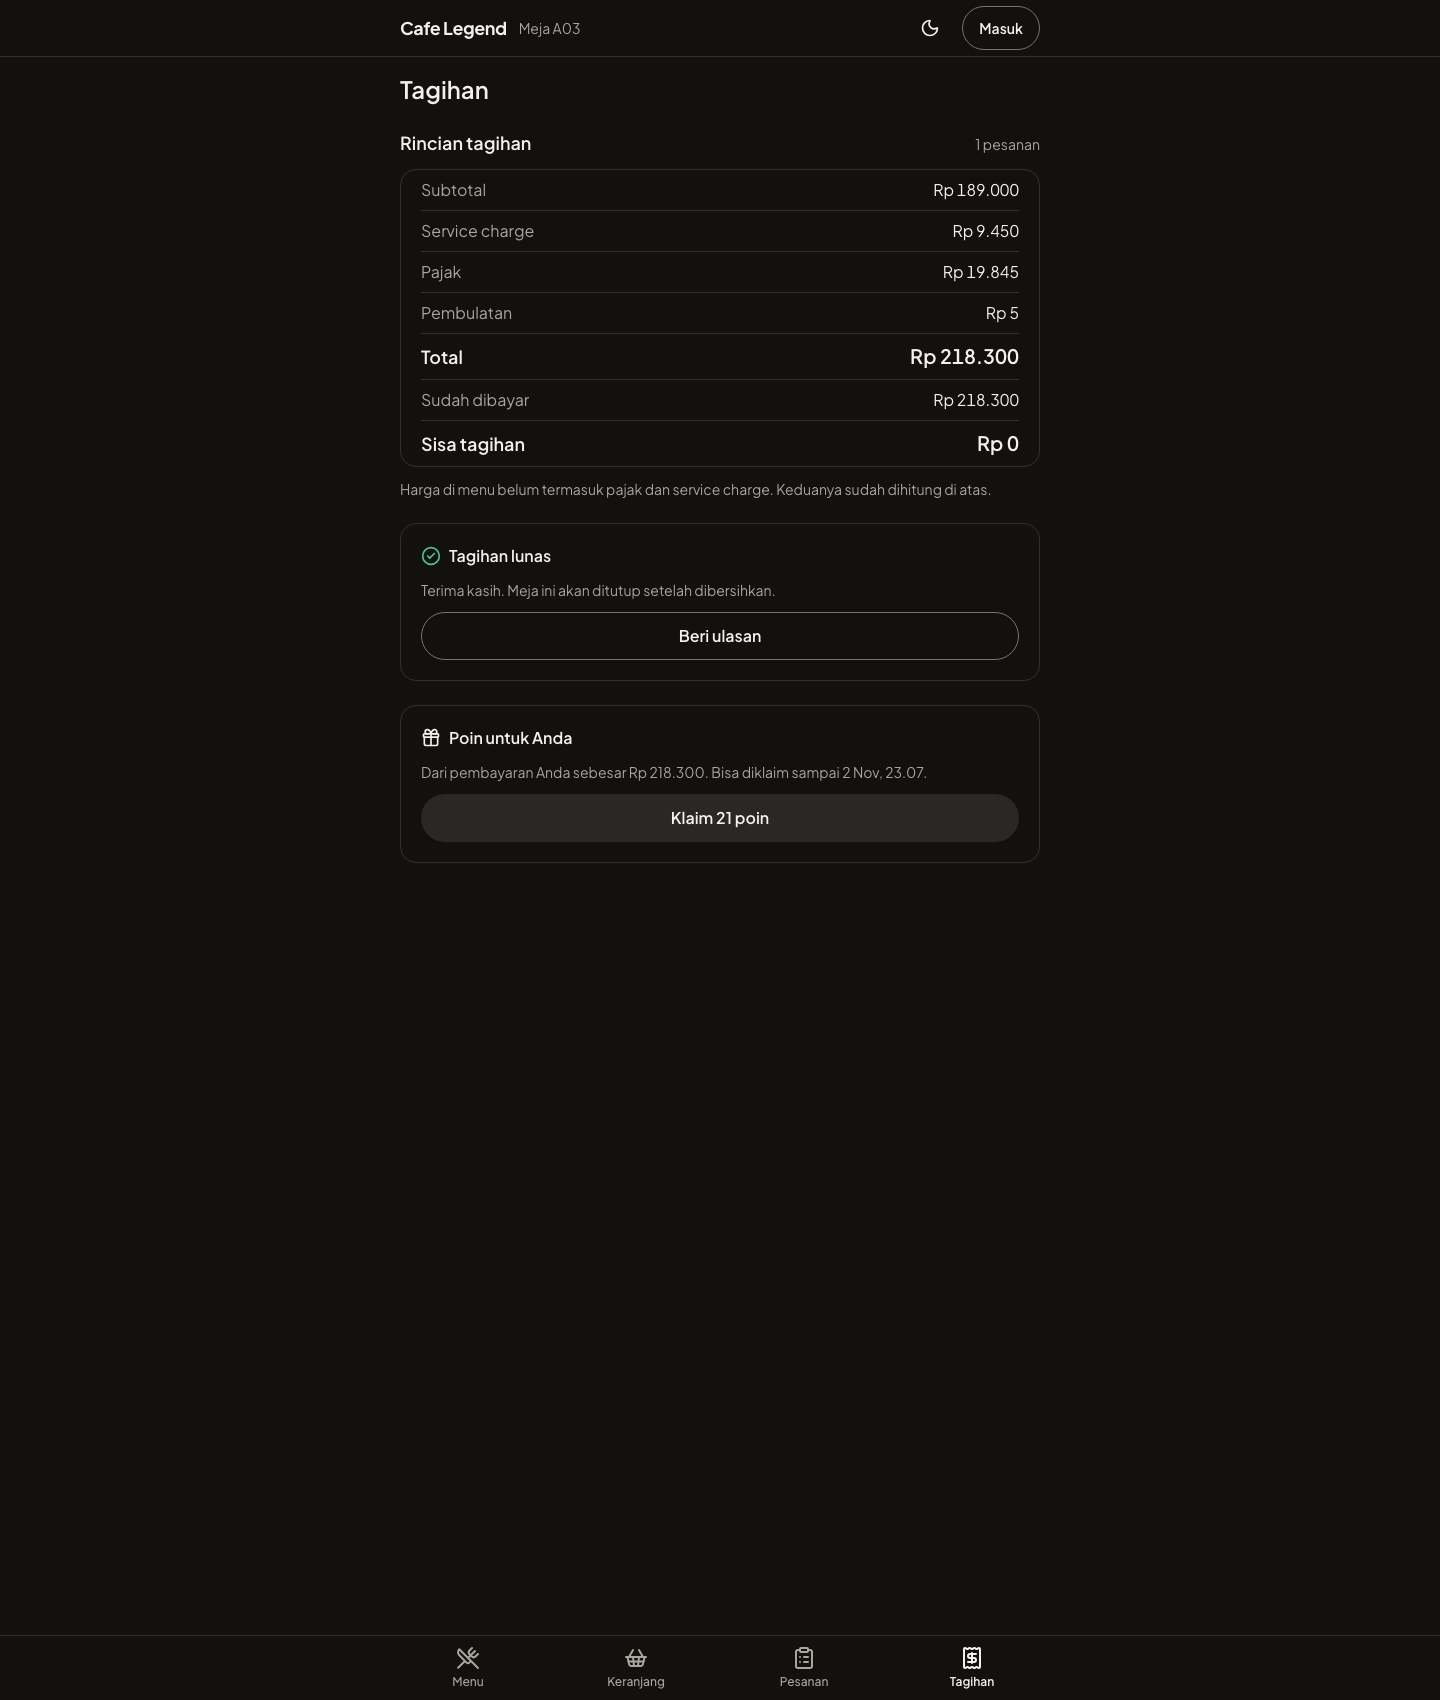 Cafe Legend Meja A03 Masuk
Tagihan
Rincian tagihan 1 pesanan
Subtotal Rp 189.000
Service charge Rp 9.450
Pajak Rp 19.845
Pembulatan Rp 5
Total Rp 218.300
Sudah dibayar Rp 218.300
Sisa tagihan Rp 0
Harga di menu belum termasuk pajak dan service charge. Keduanya sudah dihitung di atas.
Tagihan lunas
Terima kasih. Meja ini akan ditutup setelah dibersihkan.
Beri ulasan
Poin untuk Anda
Dari pembayaran Anda sebesar Rp 218.300. Bisa diklaim sampai 2 Nov, 23.07.
Klaim 21 poin
Menu Keranjang Pesanan Tagihan